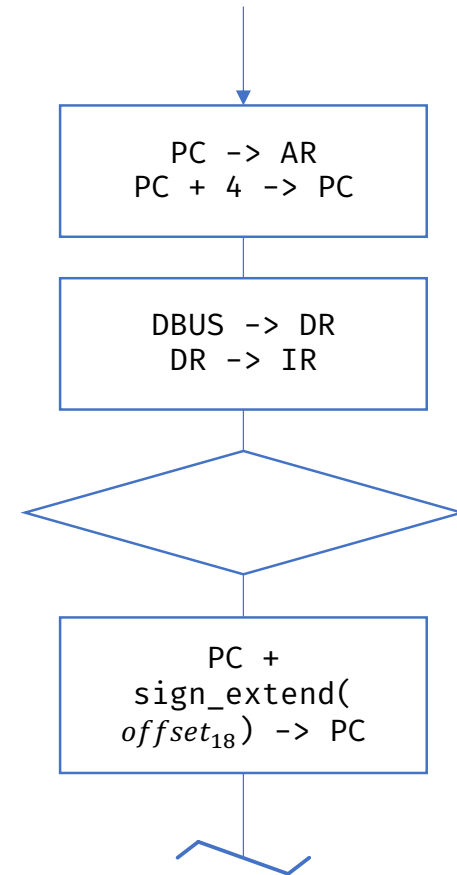 PC -> AR
PC + 4 -> PC
DBUS -> DR
DR -> IR
PC +
sign_extend(
offset₁₈) -> PC